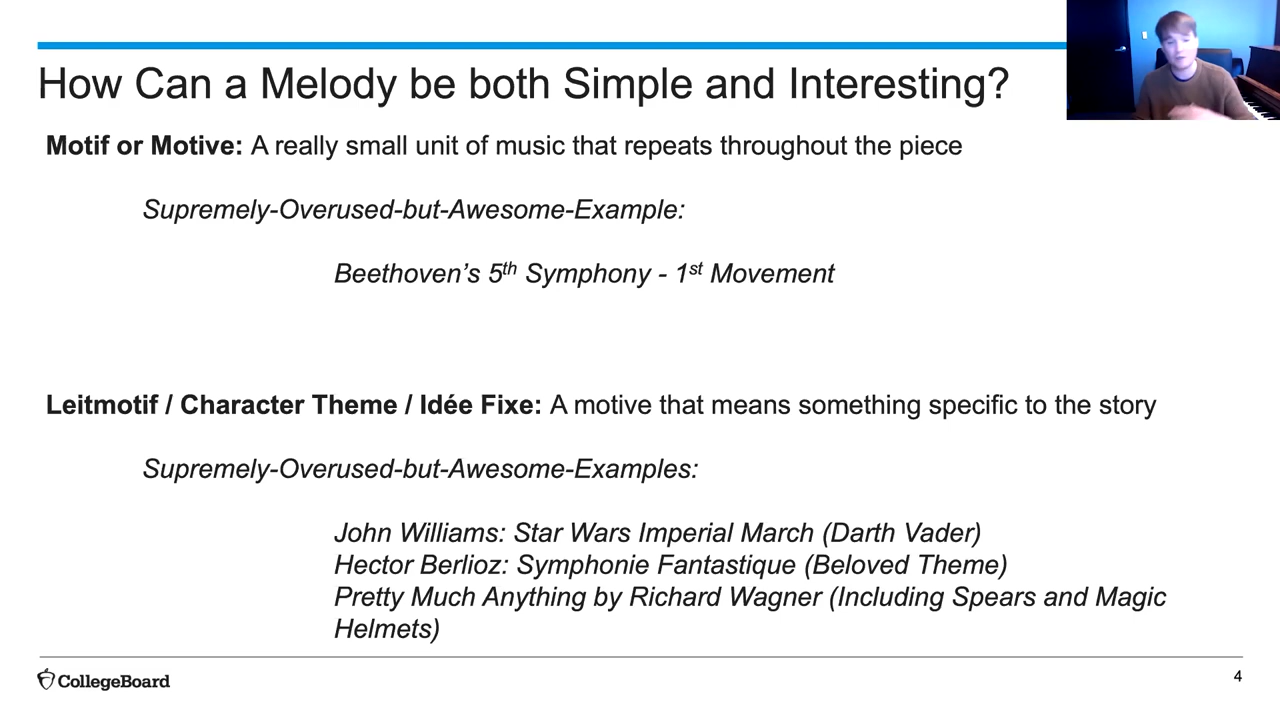 How Can a Melody be both Simple and Interesting?
Motif or Motive: A really small unit of music that repeats throughout the piece
Supremely-Overused-but-Awesome-Example:
Beethoven’s 5th Symphony - 1st Movement
Leitmotif / Character Theme / Idée Fixe: A motive that means something specific to the story
Supremely-Overused-but-Awesome-Examples:
John Williams: Star Wars Imperial March (Darth Vader)
Hector Berlioz: Symphonie Fantastique (Beloved Theme)
Pretty Much Anything by Richard Wagner (Including Spears and Magic
Helmets)
CollegeBoard
4